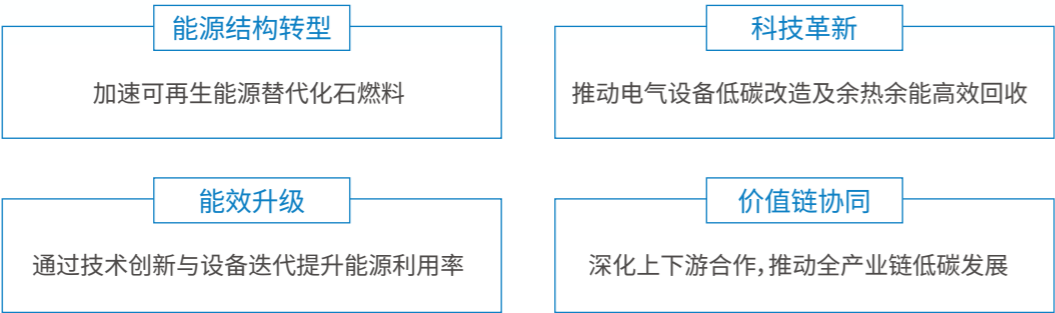 能源结构转型
加速可再生能源替代化石燃料
科技革新
推动电气设备低碳改造及余热余能高效回收
能效升级
通过技术创新与设备迭代提升能源利用率
价值链协同
深化上下游合作，推动全产业链低碳发展